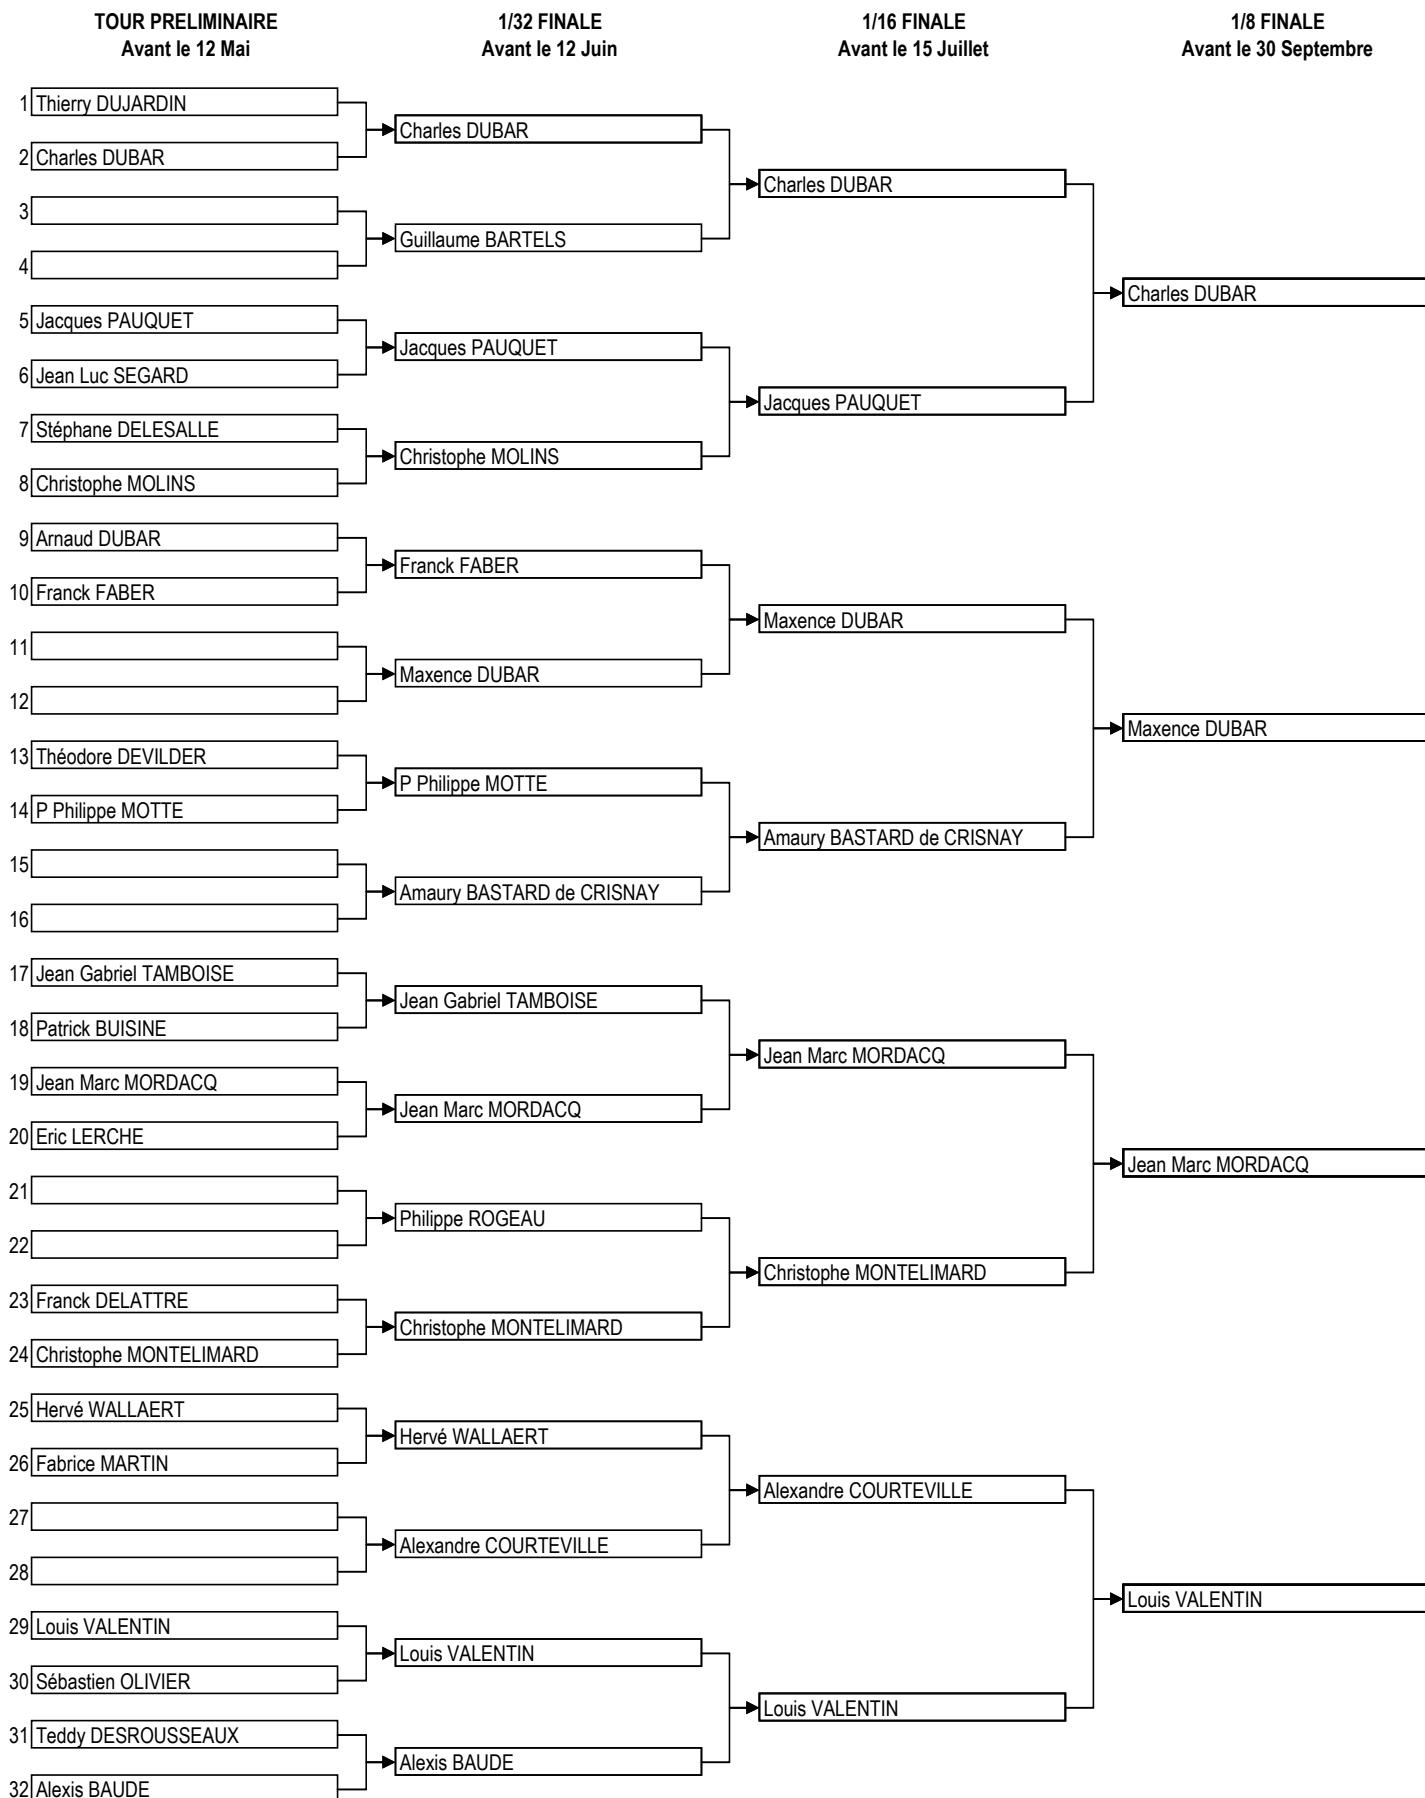 TOUR PRELIMINAIRE
Avant le 12 Mai
1/32 FINALE
Avant le 12 Juin
1/16 FINALE
Avant le 15 Juillet
1/8 FINALE
Avant le 30 Septembre
1 Thierry DUJARDIN
Charles DUBAR
2 Charles DUBAR
Charles DUBAR
3
Guillaume BARTELS
4
Charles DUBAR
5 Jacques PAUQUET
Jacques PAUQUET
6 Jean Luc SEGARD
Jacques PAUQUET
7 Stéphane DELESALLE
Christophe MOLINS
8 Christophe MOLINS
9 Arnaud DUBAR
Franck FABER
10 Franck FABER
Maxence DUBAR
11
Maxence DUBAR
12
Maxence DUBAR
13 Théodore DEVILDER
P Philippe MOTTE
14 P Philippe MOTTE
Amaury BASTARD de CRISNAY
15
Amaury BASTARD de CRISNAY
16
17 Jean Gabriel TAMBOISE
Jean Gabriel TAMBOISE
18 Patrick BUISINE
Jean Marc MORDACQ
19 Jean Marc MORDACQ
Jean Marc MORDACQ
20 Eric LERCHE
Jean Marc MORDACQ
21
Philippe ROGEAU
22
Christophe MONTELIMARD
23 Franck DELATTRE
Christophe MONTELIMARD
24 Christophe MONTELIMARD
25 Hervé WALLAERT
Hervé WALLAERT
26 Fabrice MARTIN
Alexandre COURTEVILLE
27
Alexandre COURTEVILLE
28
Louis VALENTIN
29 Louis VALENTIN
Louis VALENTIN
30 Sébastien OLIVIER
Louis VALENTIN
31 Teddy DESROUSSEAUX
Alexis BAUDE
32 Alexis BAUDE